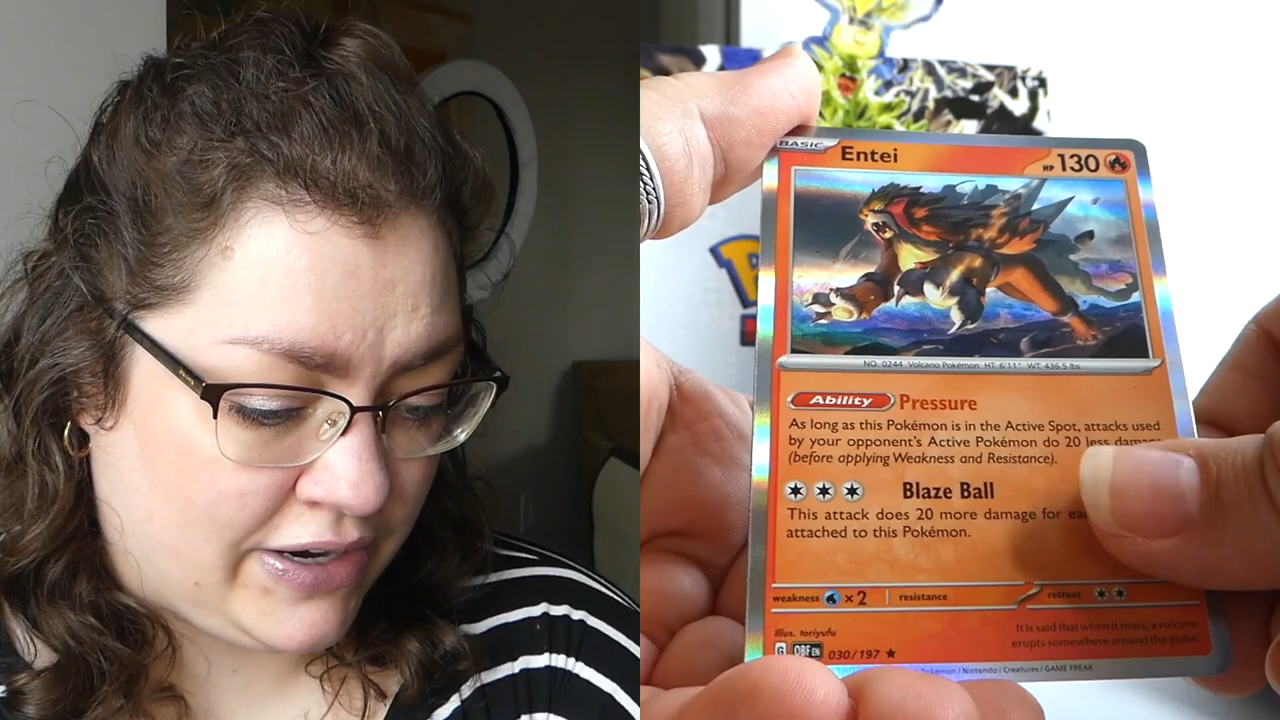 BASIC
Entei
HP 130
NO. 0244 Volcano Pokémon HT: 6'11" WT: 436.5 lbs.
Ability Pressure
As long as this Pokémon is in the Active Spot, attacks used
by your opponent's Active Pokémon do 20 less damage
(before applying Weakness and Resistance).
Blaze Ball
This attack does 20 more damage for
attached to this Pokémon.
weakness ×2 resistance retreat
Illus. toriyufu
It is said that when it roars, a volcano
erupts somewhere around the globe.
G OBF EN 030/197 ★
Pokémon / Nintendo / Creatures / GAME FREAK